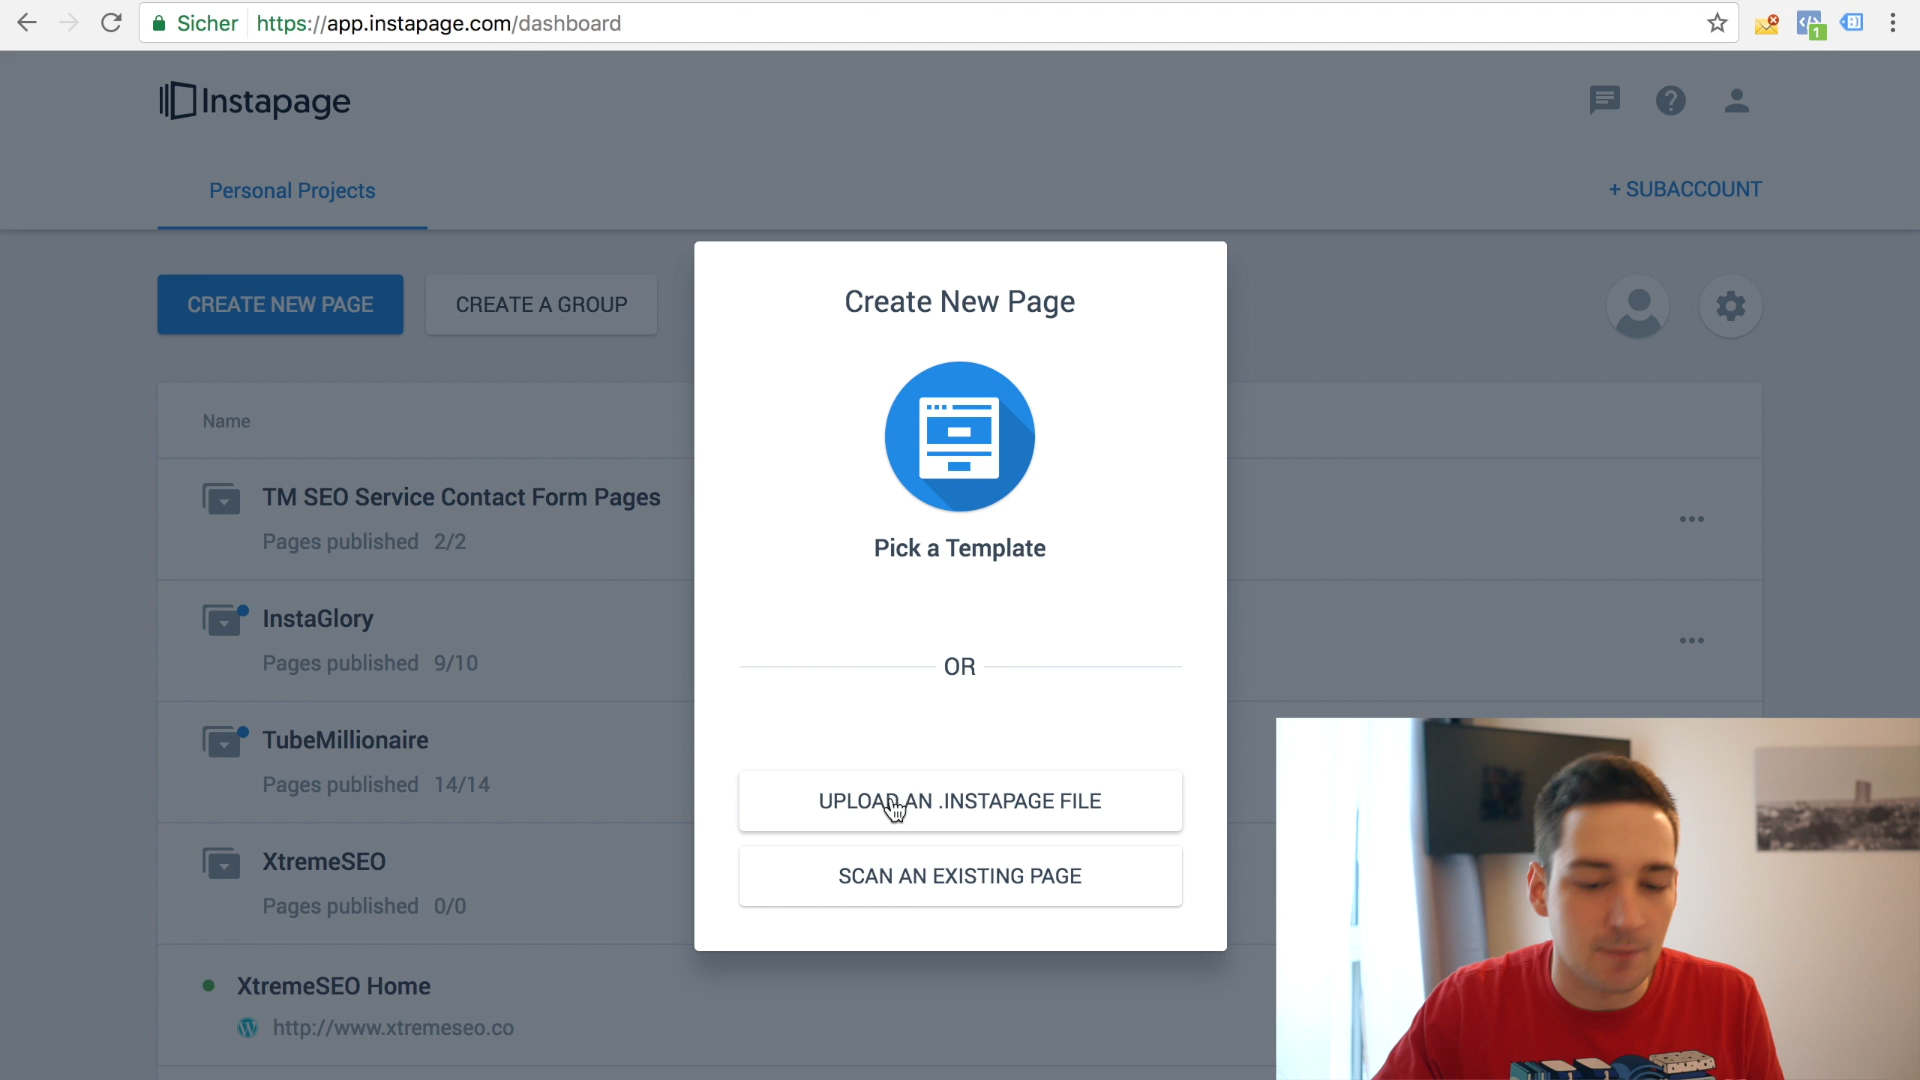 Sicher https://app.instapage.com/dashboard
1
Instapage
?
Personal Projects
+ SUBACCOUNT
CREATE NEW PAGE
CREATE A GROUP
Name
TM SEO Service Contact Form Pages
Pages published 2/2
InstaGlory
Pages published 9/10
TubeMillionaire
Pages published 14/14
XtremeSEO
Pages published 0/0
XtremeSEO Home
http://www.xtremeseo.co
Create New Page
Pick a Template
OR
UPLOAD AN .INSTAPAGE FILE
SCAN AN EXISTING PAGE